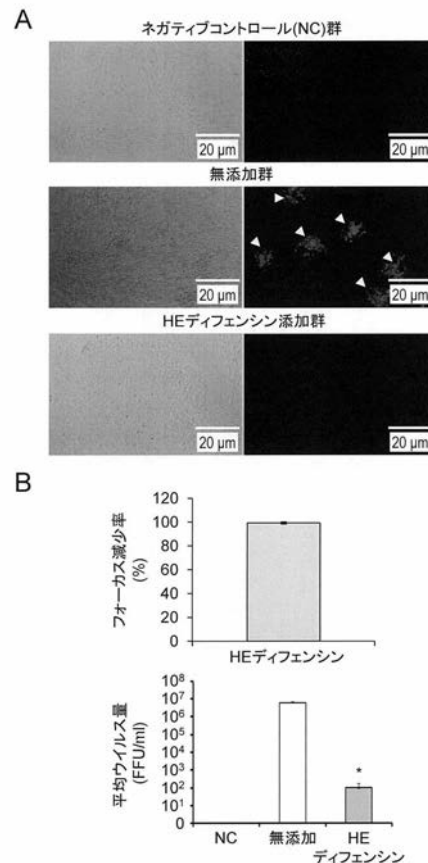 A
ネガティブコントロール(NC)群
20 μm
20 μm
無添加群
20 μm
20 μm
HEディフェンシン添加群
20 μm
20 μm
B
フォーカス減少率
(%)
120
100
80
60
40
20
0
HEディフェンシン
平均ウイルス量
(FFU/ml)
10⁸
10⁷
10⁶
10⁵
10⁴
10³
10²
10¹
0
*
NC
無添加
HE
ディフェンシン